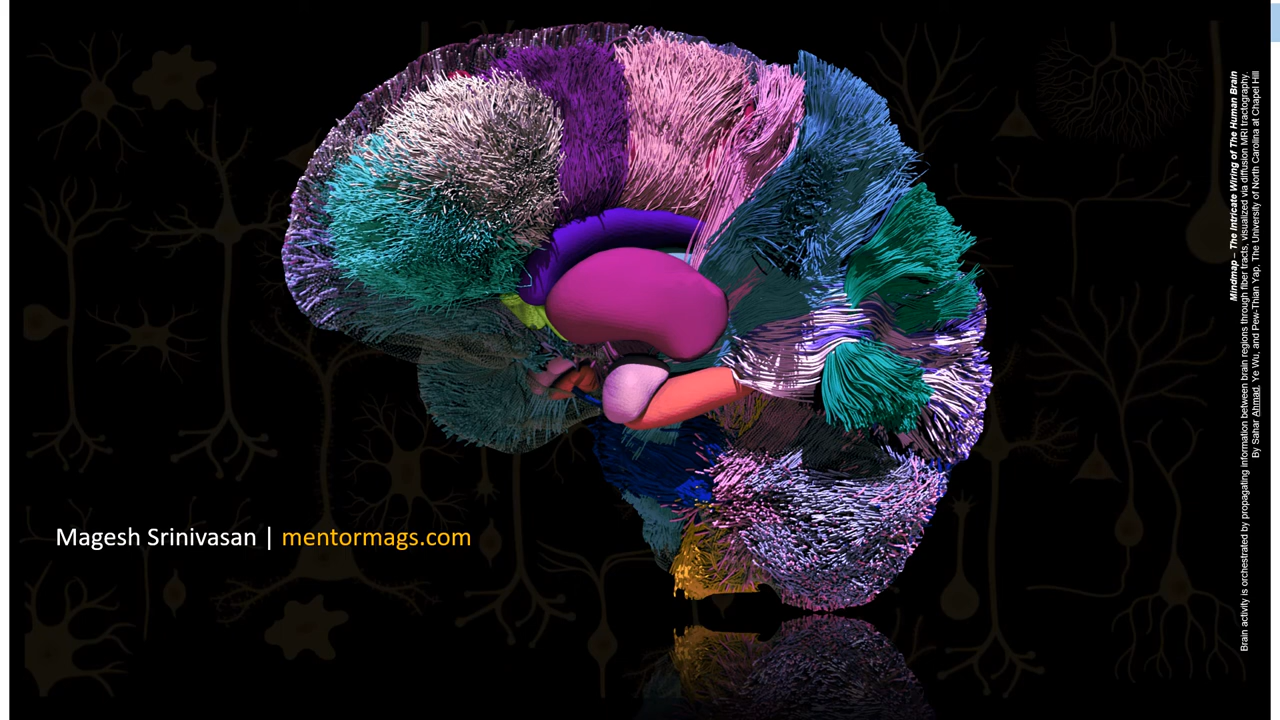 Magesh Srinivasan | mentormags.com
Mindmap – The Intricate Wiring of The Human Brain
Brain activity is orchestrated by propagating information between brain regions through fiber tracts, visualized via diffusion MRI tractography.
By Sahar Ahmad, Ye Wu, and Pew-Thian Yap, The University of North Carolina at Chapel Hill